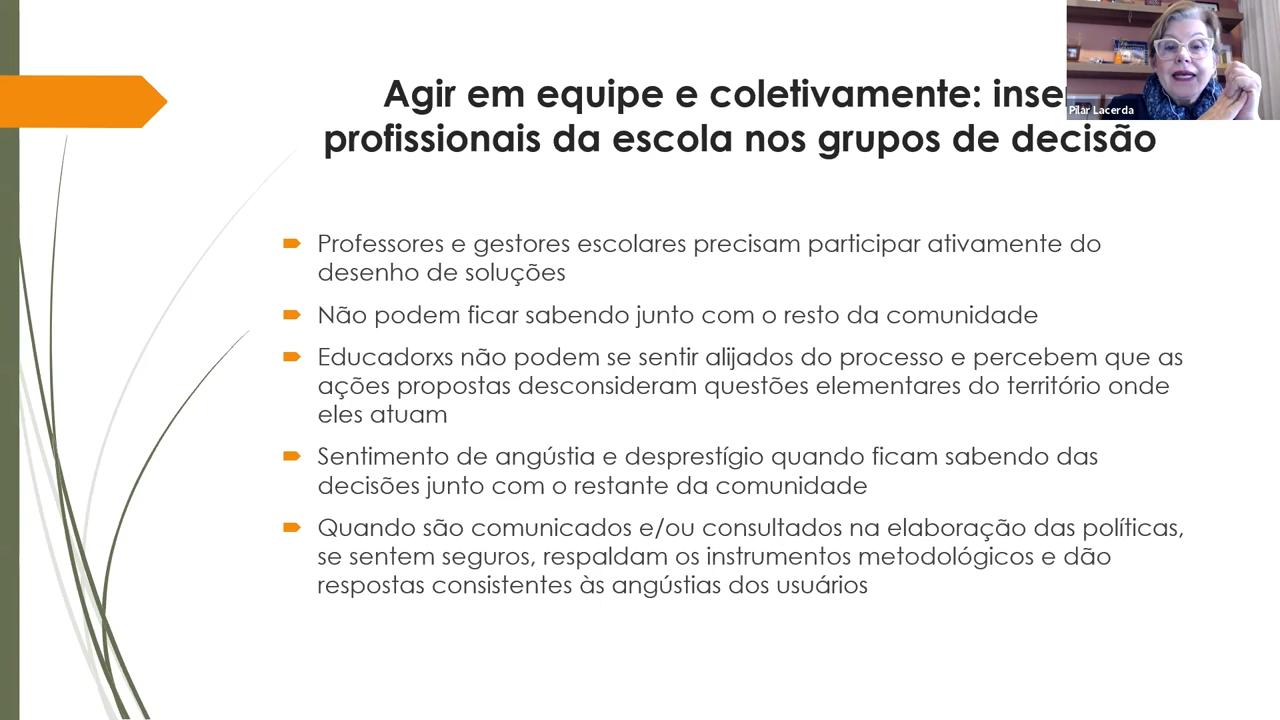 Agir em equipe e coletivamente:
profissionais da escola nos grupos de decisão
Pilar Lacerda
Professores e gestores escolares precisam participar ativamente do
desenho de soluções
Não podem ficar sabendo junto com o resto da comunidade
Educadorxs não podem se sentir alijados do processo e percebem que as
ações propostas desconsideram questões elementares do território onde
eles atuam
Sentimento de angústia e desprestígio quando ficam sabendo das
decisões junto com o restante da comunidade
Quando são comunicados e/ou consultados na elaboração das políticas,
se sentem seguros, respaldam os instrumentos metodológicos e dão
respostas consistentes às angústias dos usuários